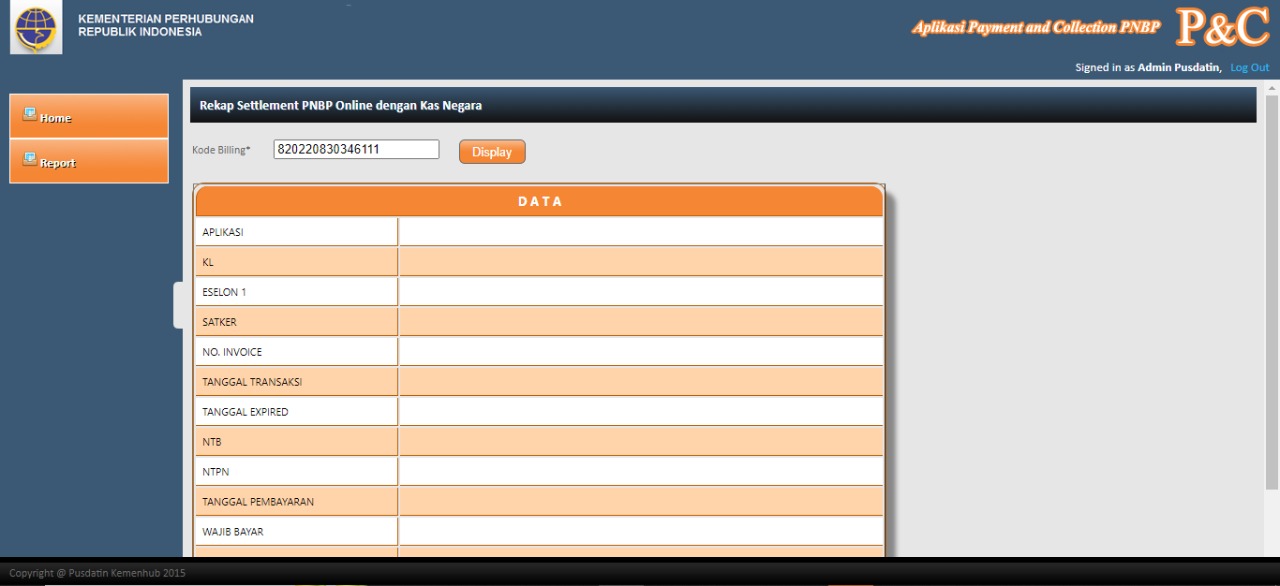 KEMENTERIAN PERHUBUNGAN
REPUBLIK INDONESIA
Aplikasi Payment and Collection PNBP P&C
Signed in as Admin Pusdatin, Log Out
Home
Report
Rekap Settlement PNBP Online dengan Kas Negara
Kode Billing* 820220830346111 Display
DATA
APLIKASI
KL
ESELON 1
SATKER
NO. INVOICE
TANGGAL TRANSAKSI
TANGGAL EXPIRED
NTB
NTPN
TANGGAL PEMBAYARAN
WAJIB BAYAR
Copyright @ Pusdatin Kemenhub 2015